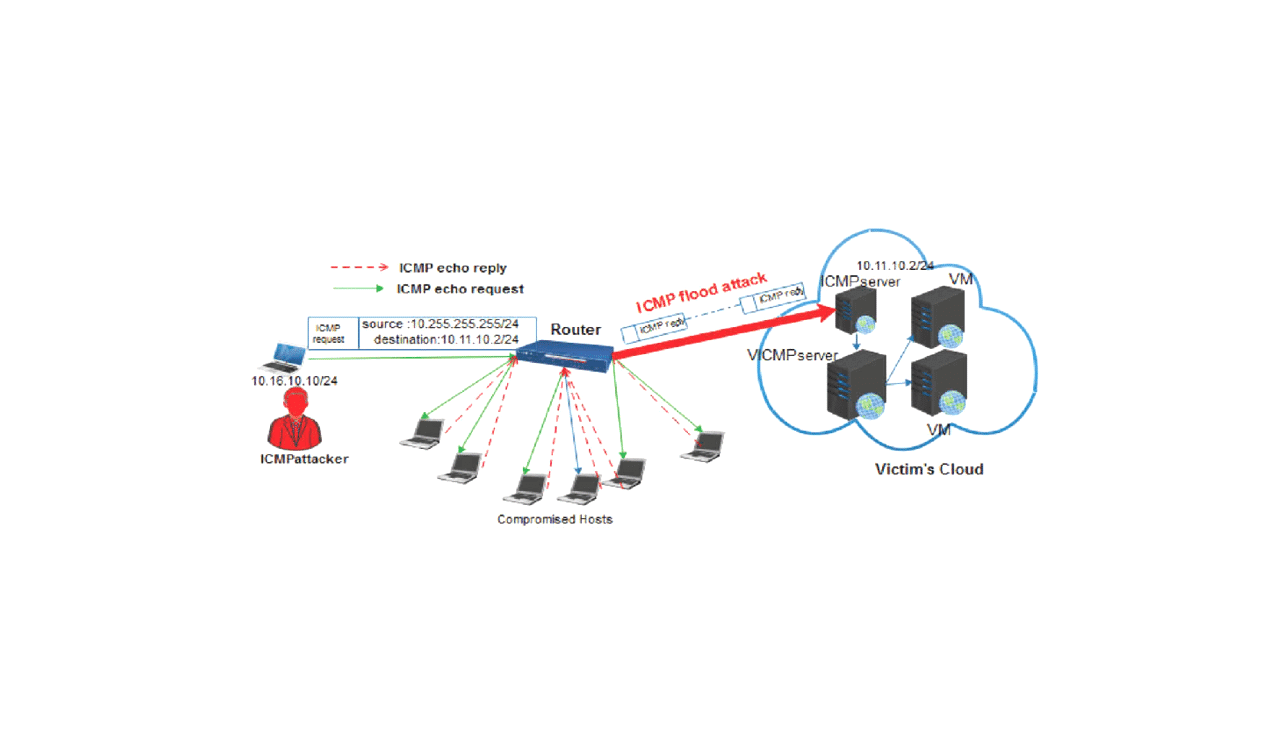 ICMP echo reply
ICMP echo request
ICMP request
source :10.255.255.255/24
destination:10.11.10.2/24
Router
10.16.10.10/24
ICMPattacker
Compromised Hosts
ICMP flood attack
ICMP reply
ICMP reply
10.11.10.2/24
ICMPserver
VM
VICMPserver
VM
Victim's Cloud